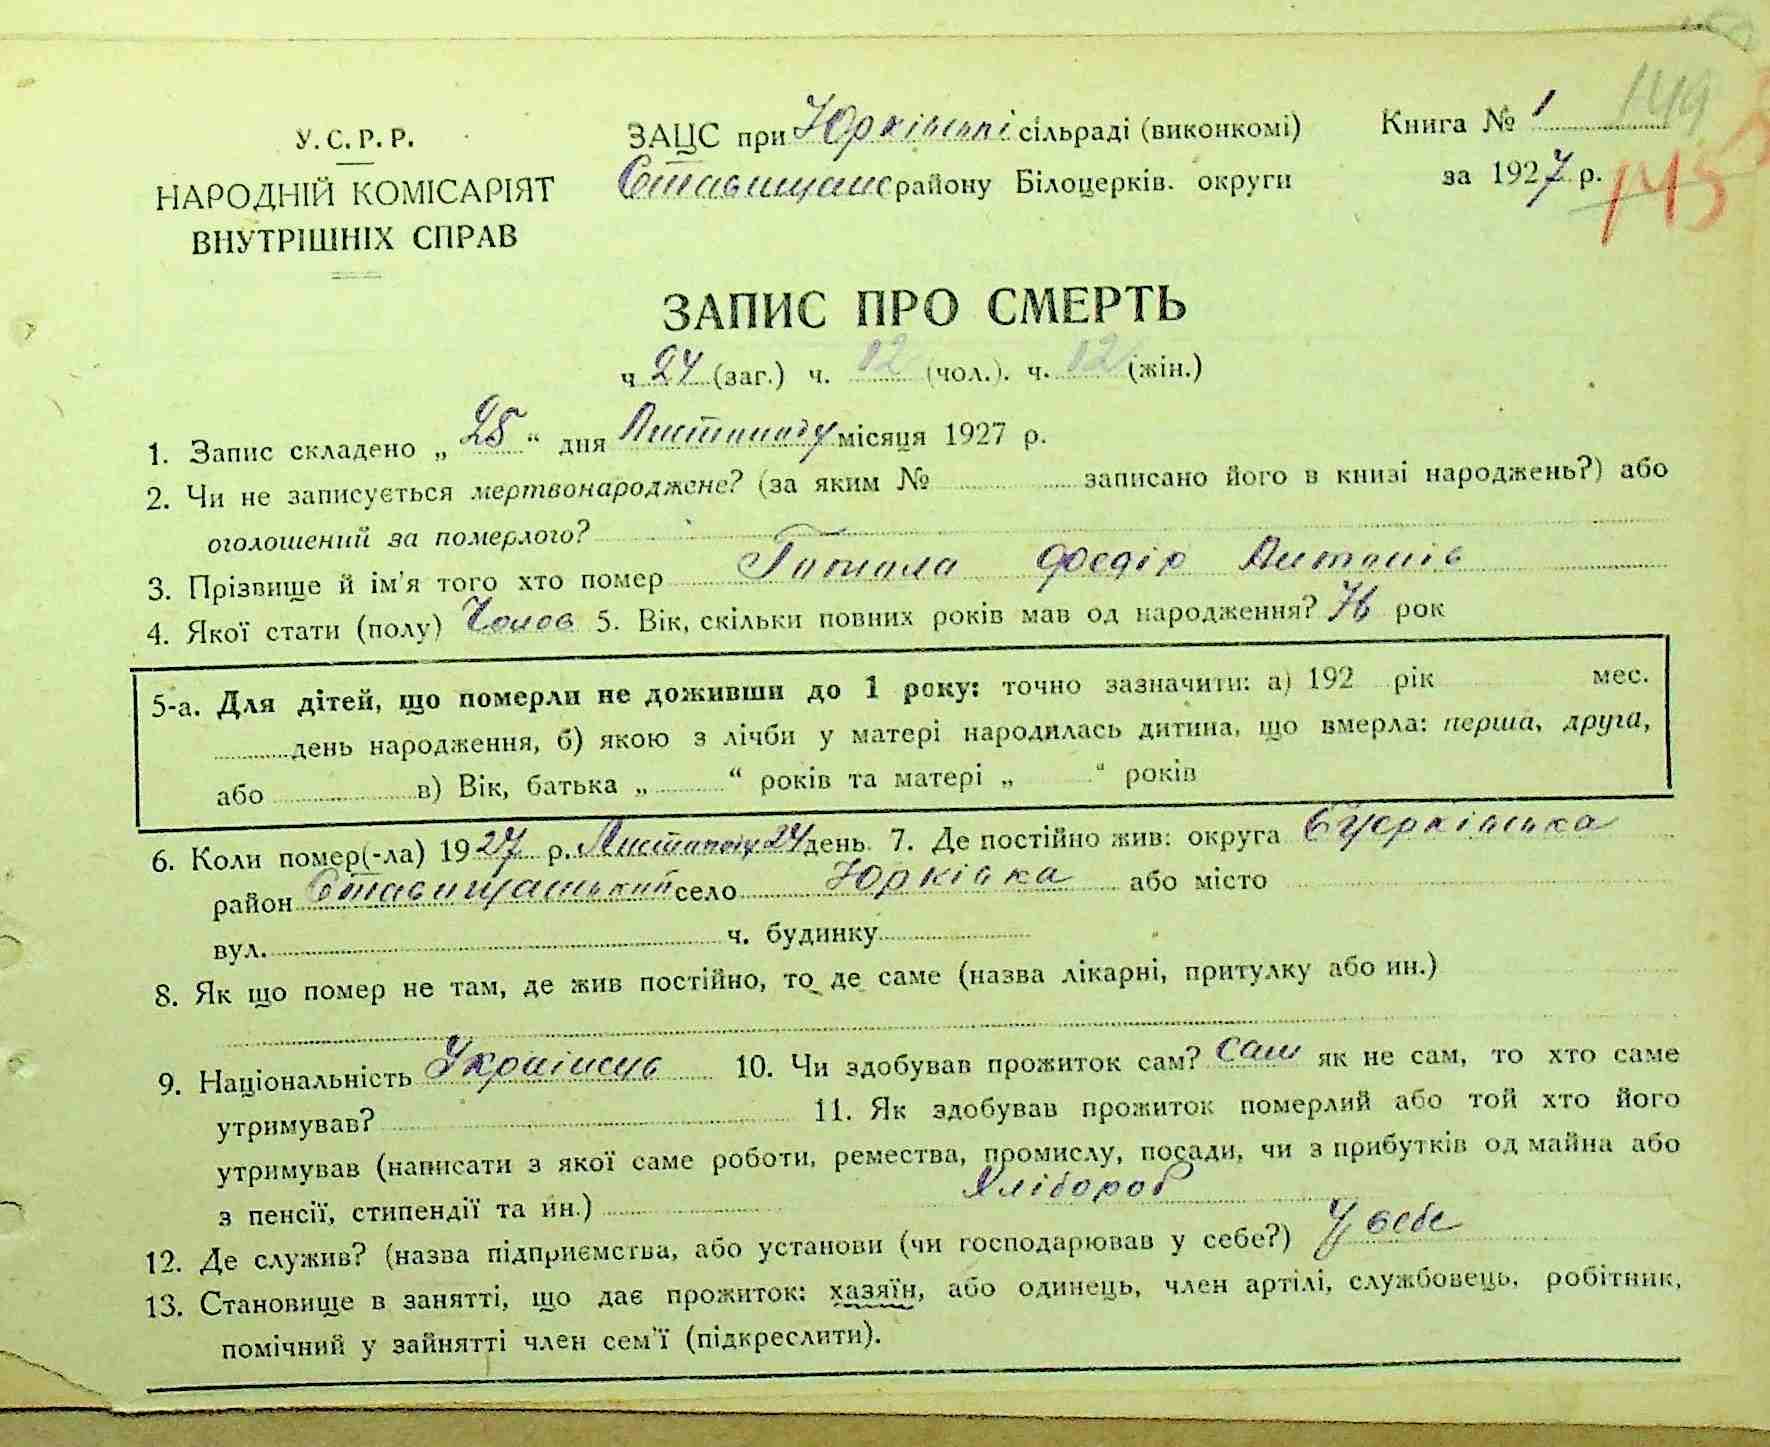 149
145
У. С. Р. Р.
НАРОДНІЙ КОМІСАРІЯТ
ВНУТРІШНІХ СПРАВ
ЗАЦС при Юрківські сільраді (виконкомі)
Ставищанс району Білоцерків. округи
Книга № 1
за 1927 р.
ЗАПИС ПРО СМЕРТЬ
ч 24 (заг.) ч. 12 (чол.). ч. 12 (жін.)
1. Запис складено „ 25 “ дня Листопаду місяця 1927 р.
2. Чи не записується мертвонароджене? (за яким № записано його в книзі народжень?) або
оголошений за померлого?
3. Прізвище й ім'я того хто помер Федір Антонів
4. Якої стати (полу) Чолов 5. Вік, скільки повних років мав од народження? 76 рок
5-а. Для дітей, що померли не доживши до 1 року: точно зазначити: а) 192 рік мес.
день народження, б) якою з лічби у матері народилась дитина, що вмерла: перша, друга,
або в) Вік, батька „ “ років та матері „ “ років
6. Коли помер(-ла) 1927 р. Листопаду 24 день 7. Де постійно жив: округа
район Ставищанський село Юрківка або місто
вул. ч. будинку
8. Як що помер не там, де жив постійно, то де саме (назва лікарні, притулку або ин.)
9. Національність Україицнь 10. Чи здобував прожиток сам? сам як не сам, то хто саме
утримував? 11. Як здобував прожиток померлий або той хто його
утримував (написати з якої саме роботи, ремества, промислу, посади, чи з прибутків од майна або
з пенсії, стипендії та ин.) Хлібороб
12. Де служив? (назва підприємства, або установи (чи господарював у себе?) У себе
13. Становище в занятті, що дає прожиток: хазяїн, або одинець, член артілі, службовець, робітник,
помічний у зайнятті член сем'ї (підкреслити).